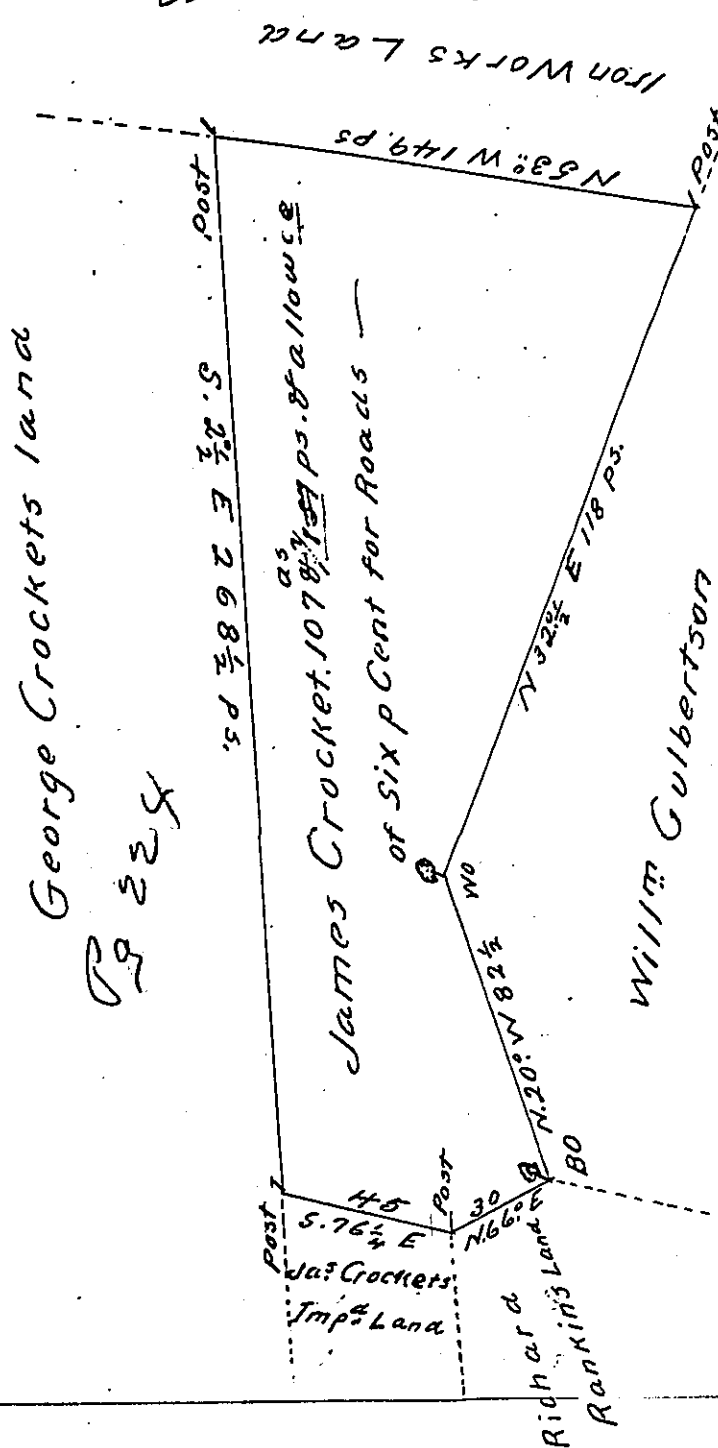 Iron Works Land
George Crockets land
Post
S. 2½° E 268½ ps.
N 53° W 149. ps
Post
James Crocket. 107 as & ps. & allowce
of Six p Cent for Roads —
N 32½° E 118 ps.
WO
N. 20° W 82½
BO
Post
45
S. 76¼ E
Post
30
N. 66° E
Jas. Crockets
Impd Land
Richard
Rankins Land
Willm Gulbertson